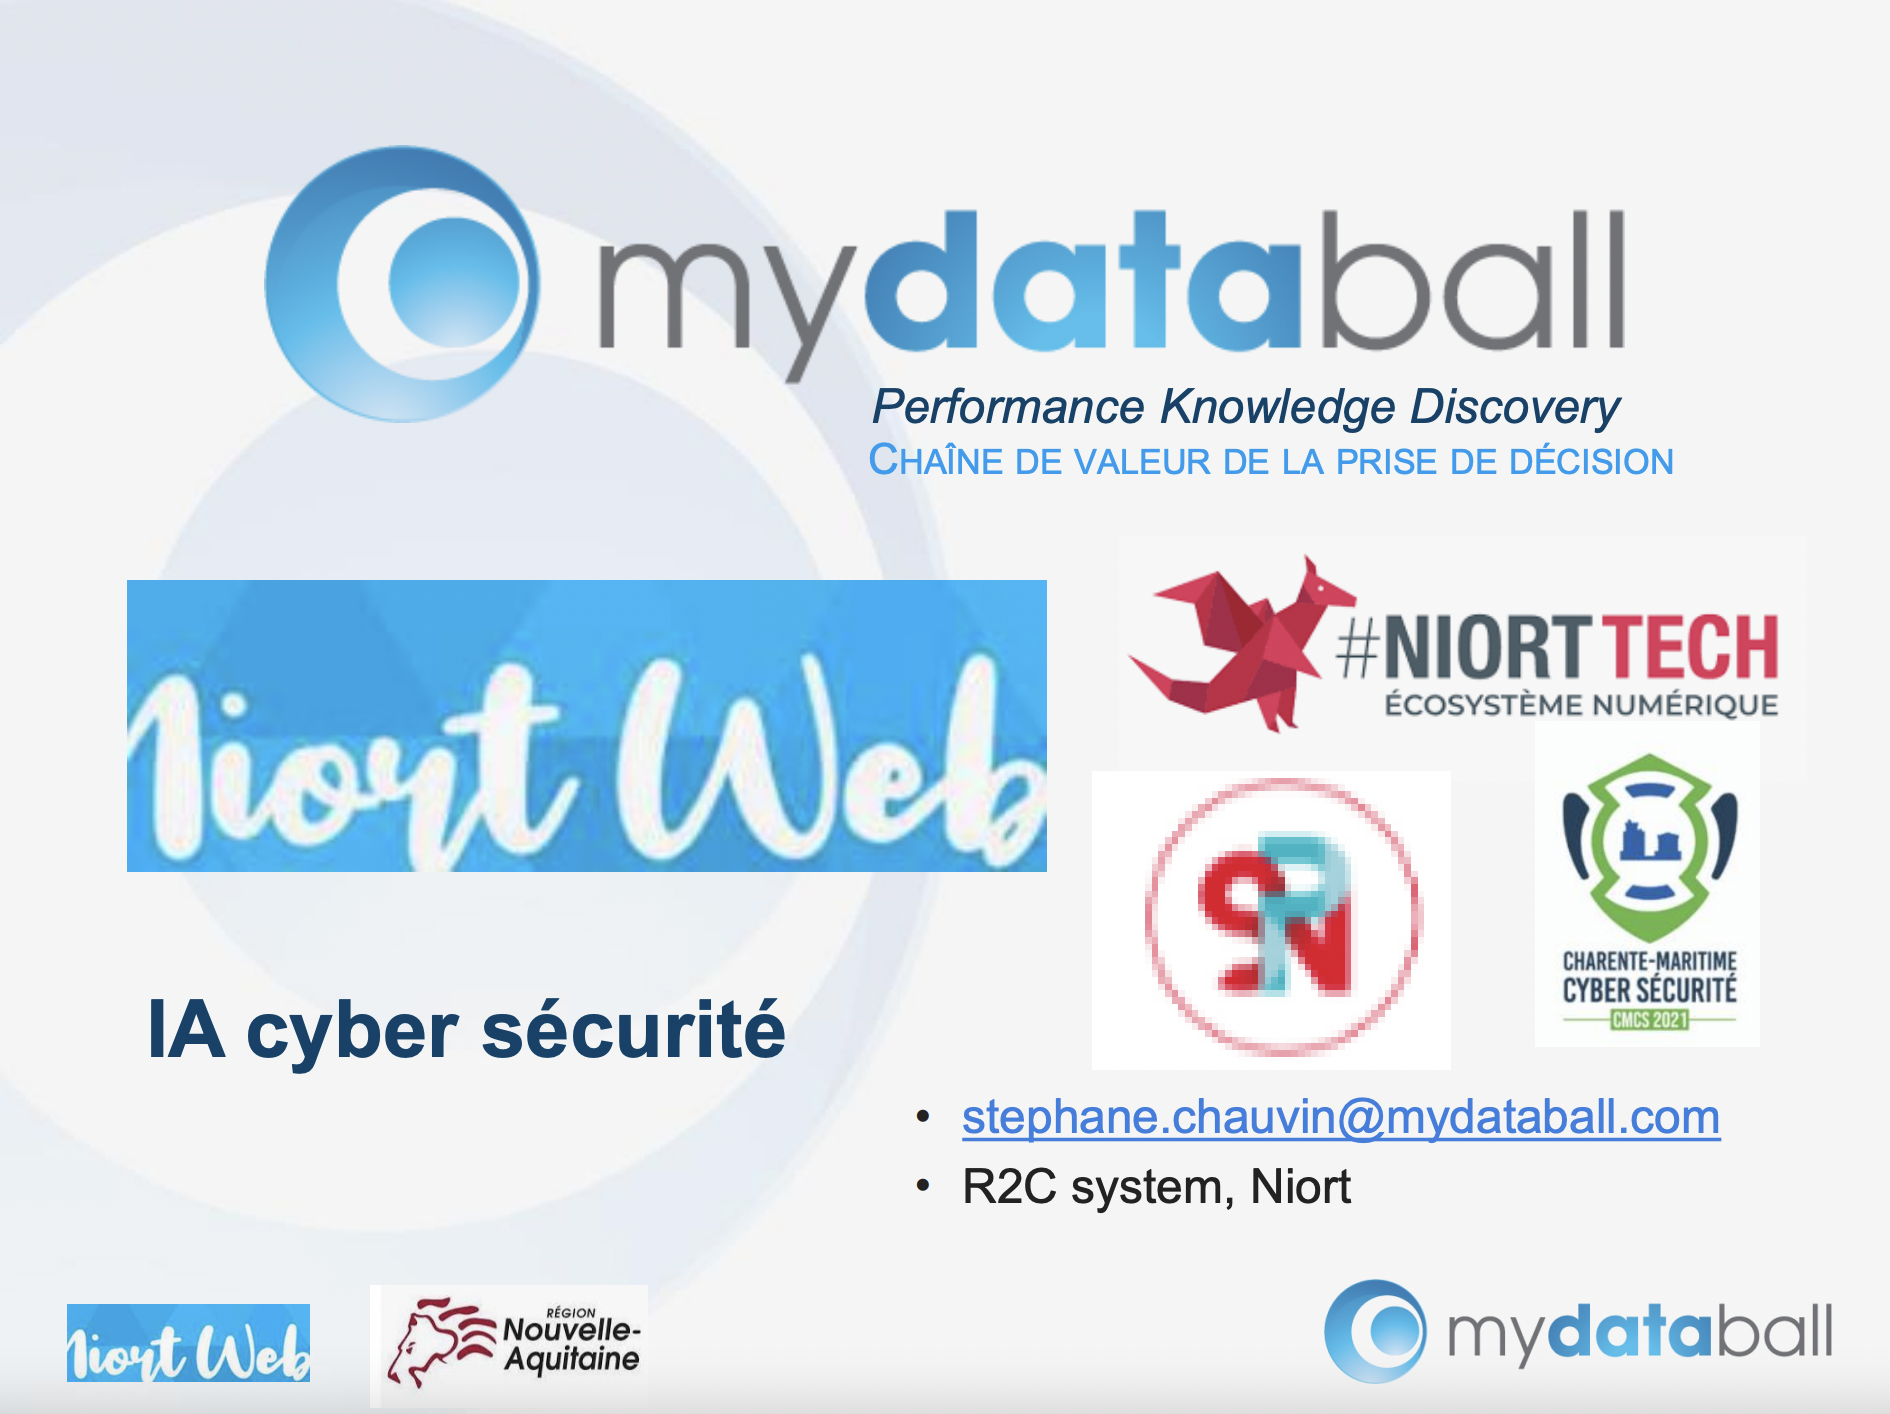 mydataball
Performance Knowledge Discovery
CHAÎNE DE VALEUR DE LA PRISE DE DÉCISION
Niort Web
#NIORT TECH
ÉCOSYSTÈME NUMÉRIQUE
SPN
CHARENTE-MARITIME
CYBER SÉCURITÉ
CMCS 2021
IA cyber sécurité
• stephane.chauvin@mydataball.com
• R2C system, Niort
Niort Web
RÉGION
Nouvelle-
Aquitaine
mydataball